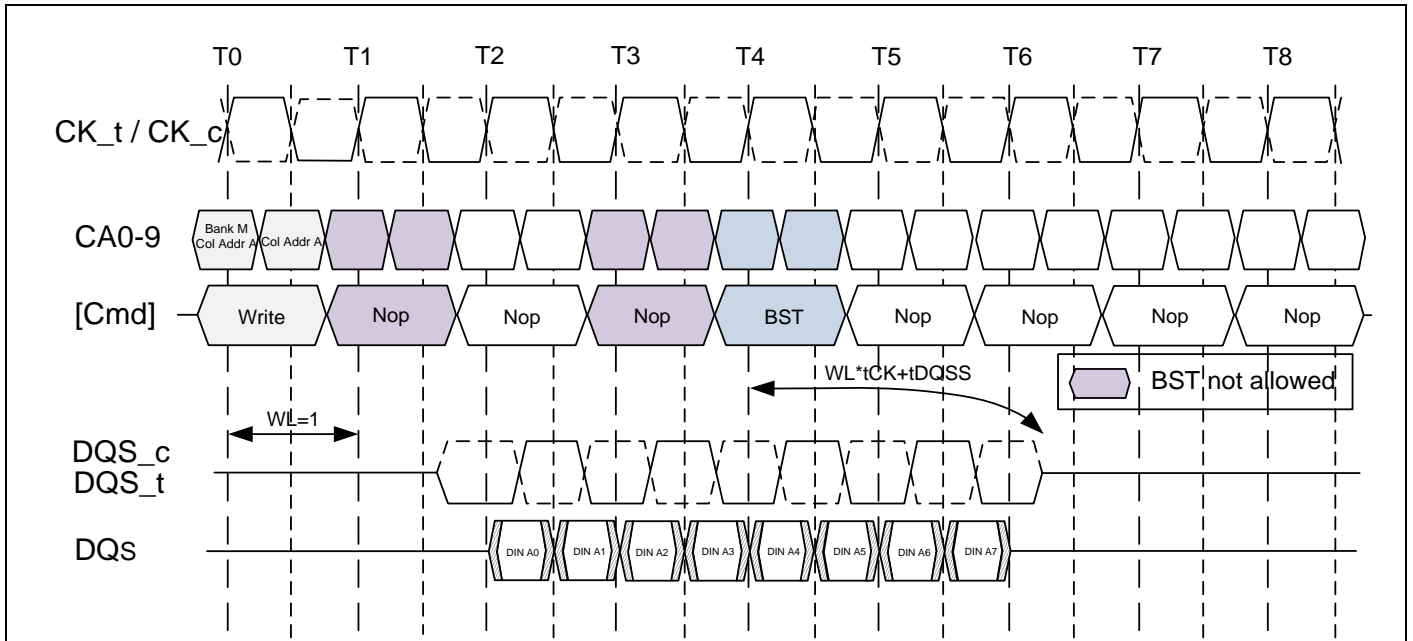 T0 T1 T2 T3 T4 T5 T6 T7 T8
CK_t / CK_c
CA0-9
Bank M
Col Addr A
Col Addr A
[Cmd]
Write Nop Nop Nop BST Nop Nop Nop Nop
WL*tCK+tDQSS
BST not allowed
WL=1
DQS_c
DQS_t
DQs
DIN A0 DIN A1 DIN A2 DIN A3 DIN A4 DIN A5 DIN A6 DIN A7